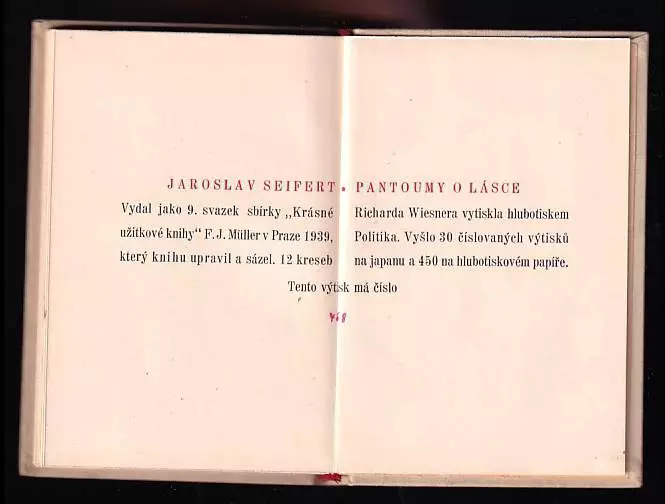 JAROSLAV SEIFERT • PANTOUMY O LÁSCE
Vydal jako 9. svazek sbírky „Krásné Richarda Wiesnera vytiskla hlubotiskem
užitkové knihy“ F. J. Müller v Praze 1939, Politika. Vyšlo 30 číslovaných výtisků
který knihu upravil a sázel. 12 kreseb na japanu a 450 na hlubotiskovém papíře.
Tento výtisk má číslo
468